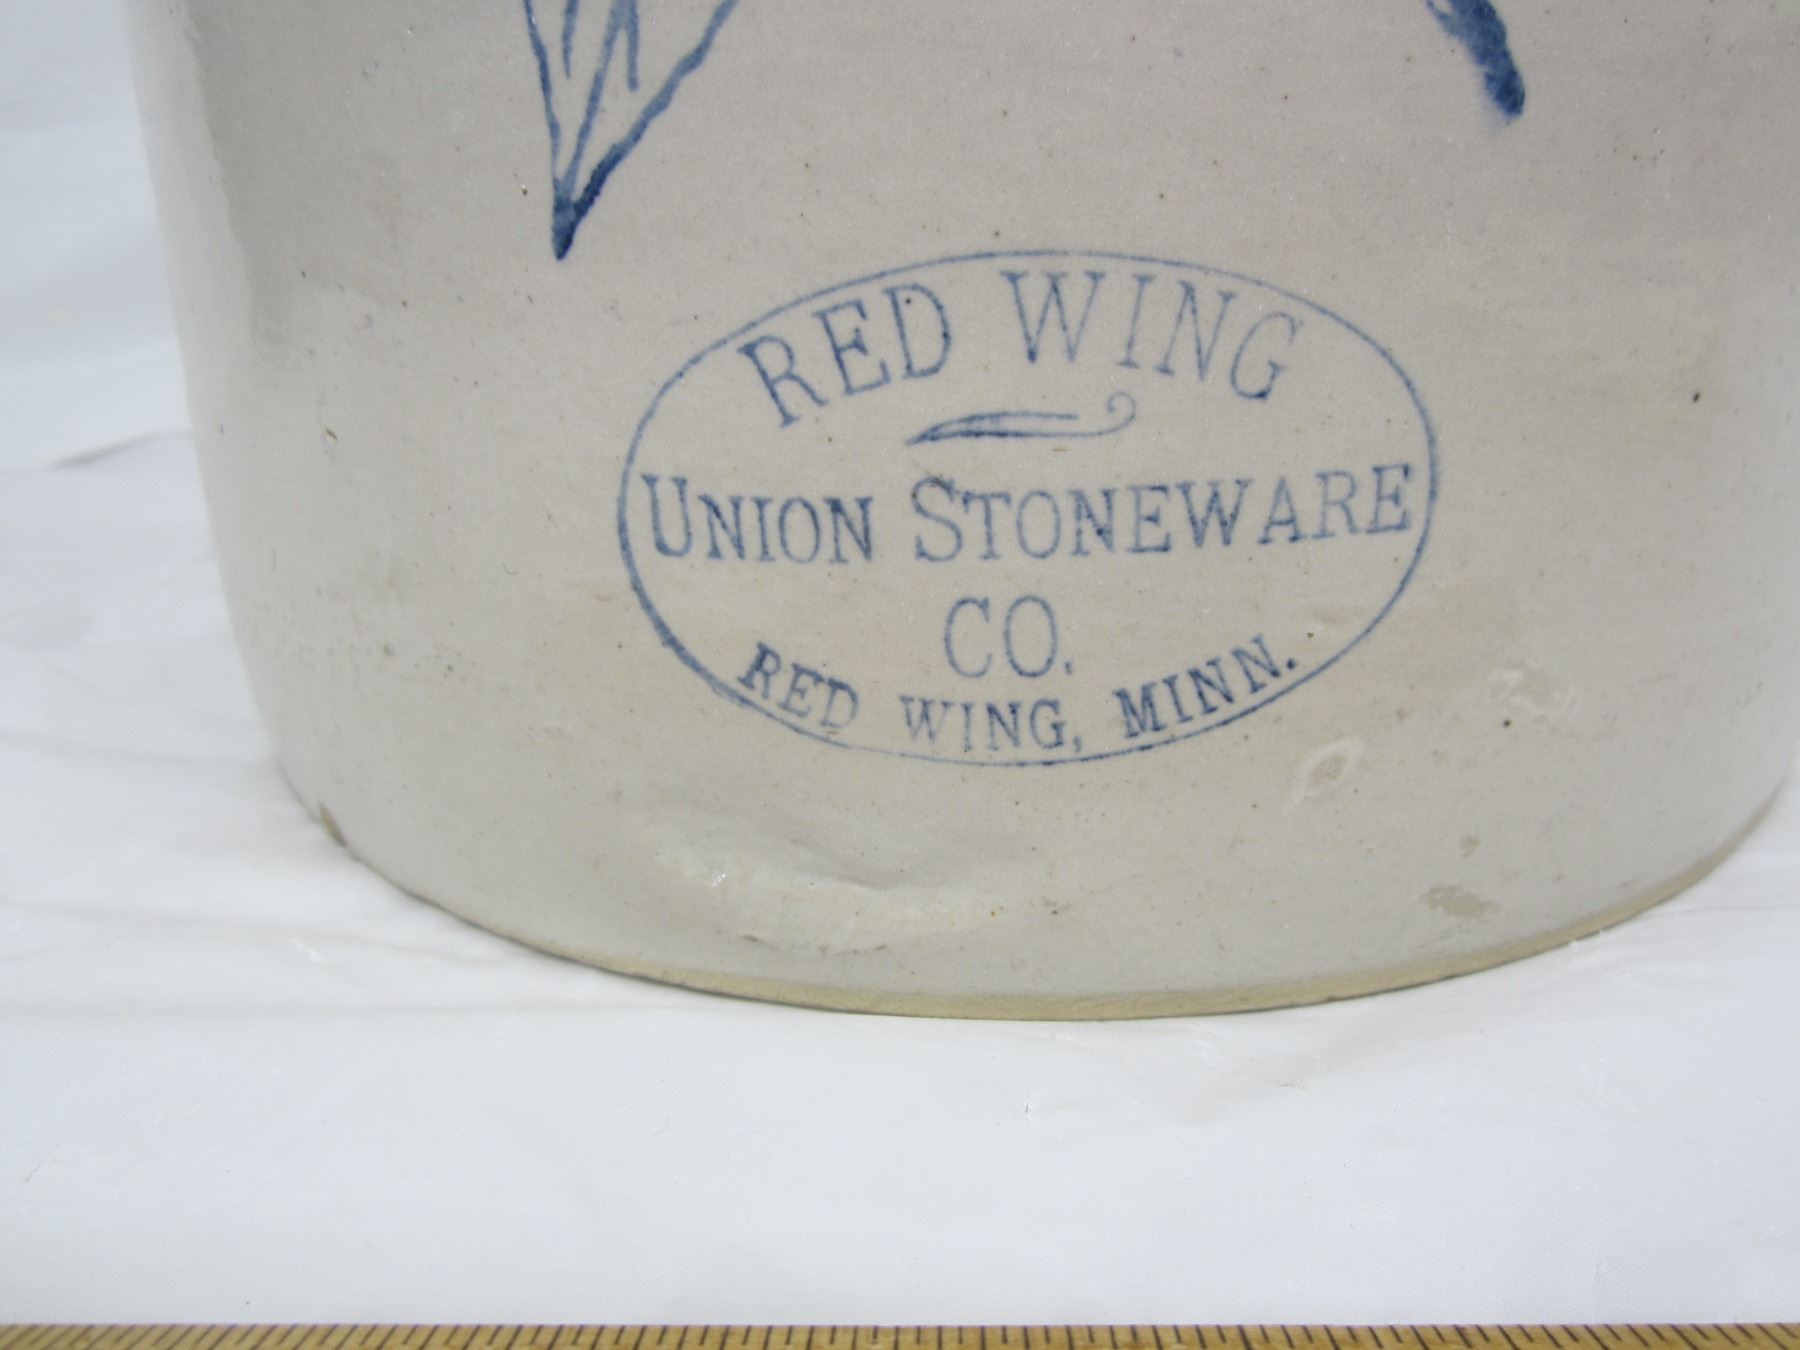 RED WING
UNION STONEWARE
CO.
RED WING, MINN.